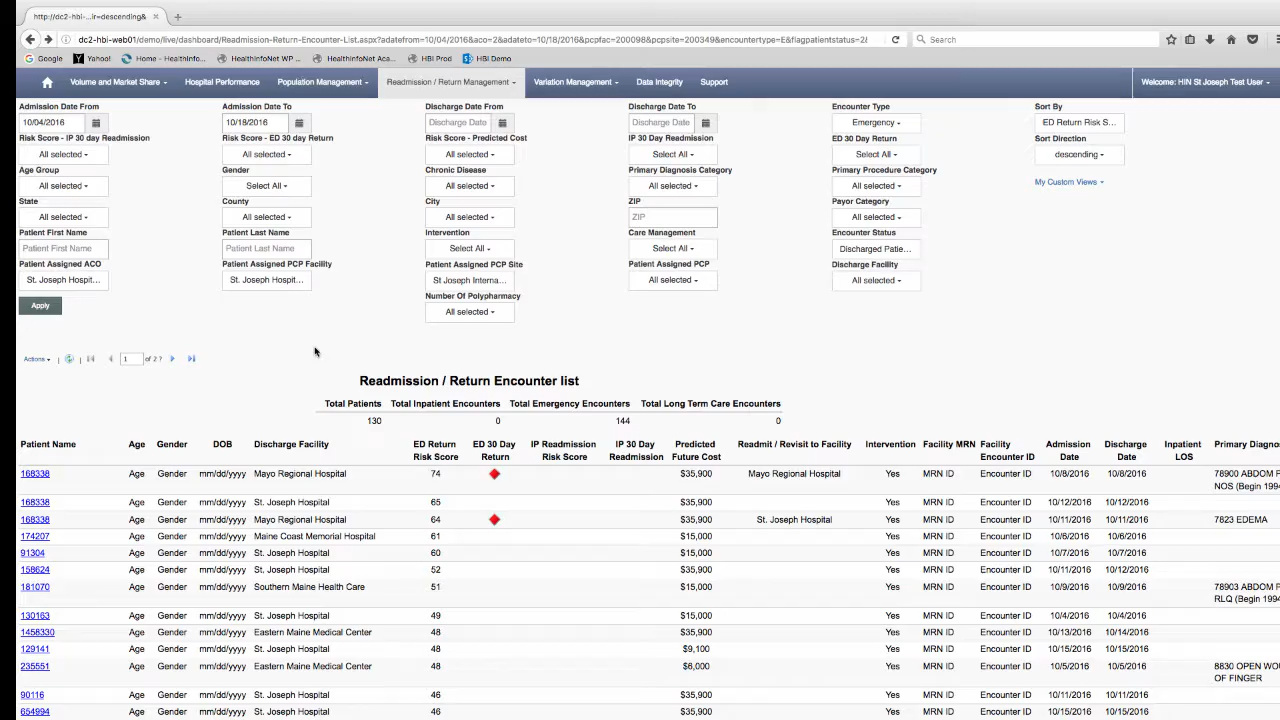 http://dc2-hbi-...ir=descending& × +
dc2-hbi-web01/demo/live/dashboard/Readmission-Return-Encounter-List.aspx?adatefrom=10/04/2016&aco=2&adateto=10/18/2016&pcpfac=200098&pcpsite=200349&encountertype=E&flagpatientstatus=2& Search
Google Yahoo! Home - HealthInfo... HealthInfoNet WP ... HealthInfoNet Aca... HBI Prod HBI Demo
Volume and Market Share Hospital Performance Population Management Readmission / Return Management Variation Management Data Integrity Support Welcome: HIN St Joseph Test User
Admission Date From Admission Date To Discharge Date From Discharge Date To Encounter Type Sort By
10/04/2016 10/18/2016 Discharge Date Discharge Date Emergency ED Return Risk S...
Risk Score - IP 30 day Readmission Risk Score - ED 30 day Return Risk Score - Predicted Cost IP 30 Day Readmission ED 30 Day Return Sort Direction
All selected All selected All selected Select All Select All descending
Age Group Gender Chronic Disease Primary Diagnosis Category Primary Procedure Category
All selected Select All All selected All selected All selected My Custom Views
State County City ZIP Payor Category
All selected All selected All selected ZIP All selected
Patient First Name Patient Last Name Intervention Care Management Encounter Status
Patient First Name Patient Last Name Select All Select All Discharged Patie...
Patient Assigned ACO Patient Assigned PCP Facility Patient Assigned PCP Site Patient Assigned PCP Discharge Facility
St. Joseph Hospit... St. Joseph Hospit... St Joseph Interna... All selected All selected
Number Of Polypharmacy
Apply All selected
Actions | | 1 of 2 ?
Readmission / Return Encounter list
Total Patients Total Inpatient Encounters Total Emergency Encounters Total Long Term Care Encounters
130 0 144 0
Patient Name Age Gender DOB Discharge Facility ED Return Risk Score ED 30 Day Return IP Readmission Risk Score IP 30 Day Readmission Predicted Future Cost Readmit / Revisit to Facility Intervention Facility MRN Facility Encounter ID Admission Date Discharge Date Inpatient LOS Primary Diagno
168338 Age Gender mm/dd/yyyy Mayo Regional Hospital 74 $35,900 Mayo Regional Hospital Yes MRN ID Encounter ID 10/8/2016 10/8/2016 78900 ABDOM P
NOS (Begin 1994
168338 Age Gender mm/dd/yyyy St. Joseph Hospital 65 $35,900 Yes MRN ID Encounter ID 10/12/2016 10/12/2016
168338 Age Gender mm/dd/yyyy Mayo Regional Hospital 64 $35,900 St. Joseph Hospital Yes MRN ID Encounter ID 10/11/2016 10/11/2016 7823 EDEMA
174207 Age Gender mm/dd/yyyy Maine Coast Memorial Hospital 61 $15,000 Yes MRN ID Encounter ID 10/6/2016 10/6/2016
91304 Age Gender mm/dd/yyyy St. Joseph Hospital 60 $15,000 Yes MRN ID Encounter ID 10/7/2016 10/7/2016
158624 Age Gender mm/dd/yyyy St. Joseph Hospital 52 $35,900 Yes MRN ID Encounter ID 10/11/2016 10/12/2016
181070 Age Gender mm/dd/yyyy Southern Maine Health Care 51 $15,000 Yes MRN ID Encounter ID 10/9/2016 10/9/2016 78903 ABDOM P
RLQ (Begin 1994
130163 Age Gender mm/dd/yyyy St. Joseph Hospital 49 $15,000 Yes MRN ID Encounter ID 10/4/2016 10/4/2016
1458330 Age Gender mm/dd/yyyy Eastern Maine Medical Center 48 $35,900 Yes MRN ID Encounter ID 10/13/2016 10/14/2016
129141 Age Gender mm/dd/yyyy St. Joseph Hospital 48 $9,100 Yes MRN ID Encounter ID 10/15/2016 10/15/2016
235551 Age Gender mm/dd/yyyy Eastern Maine Medical Center 48 $6,000 Yes MRN ID Encounter ID 10/5/2016 10/5/2016 8830 OPEN WO
OF FINGER
90116 Age Gender mm/dd/yyyy St. Joseph Hospital 46 $35,900 Yes MRN ID Encounter ID 10/11/2016 10/11/2016
654994 Age Gender mm/dd/yyyy St. Joseph Hospital 46 $35,900 Yes MRN ID Encounter ID 10/15/2016 10/15/2016